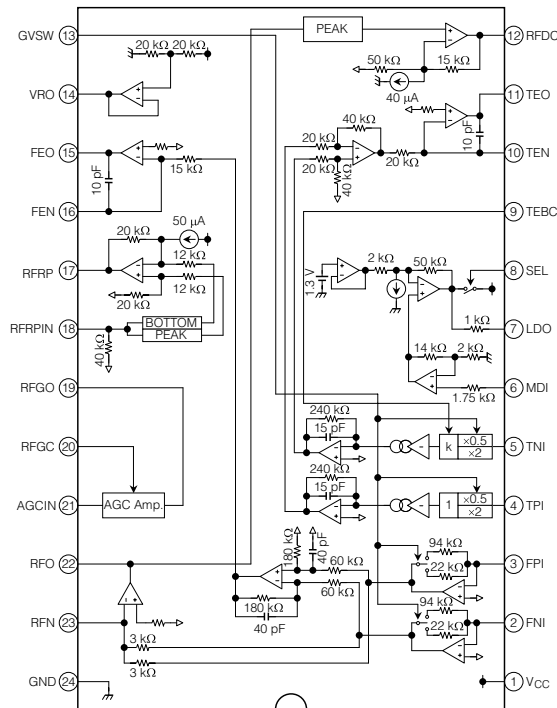 GVSW 13
PEAK
12 RFDC
20 kΩ 20 kΩ
50 kΩ
15 kΩ
40 μA
VRO 14
11 TEO
40 kΩ
20 kΩ
20 kΩ
40 kΩ
20 kΩ
10 pF
FEO 15
10 TEN
15 kΩ
10 pF
FEN 16
9 TEBC
50 μA
20 kΩ
12 kΩ
RFRP 17
12 kΩ
20 kΩ
1.3 V
2 kΩ
50 kΩ
8 SEL
1 kΩ
7 LDO
RFRPIN 18
BOTTOM
PEAK
40 kΩ
14 kΩ
2 kΩ
1.75 kΩ
6 MDI
RFGO 19
240 kΩ
15 pF
k
×0.5
×2
5 TNI
RFGC 20
240 kΩ
15 pF
1
×0.5
×2
4 TPI
AGCIN 21
AGC Amp.
RFO 22
180 kΩ
40 pF
60 kΩ
60 kΩ
94 kΩ
22 kΩ
3 FPI
180 kΩ
40 pF
94 kΩ
22 kΩ
2 FNI
RFN 23
3 kΩ
3 kΩ
GND 24
1 VCC